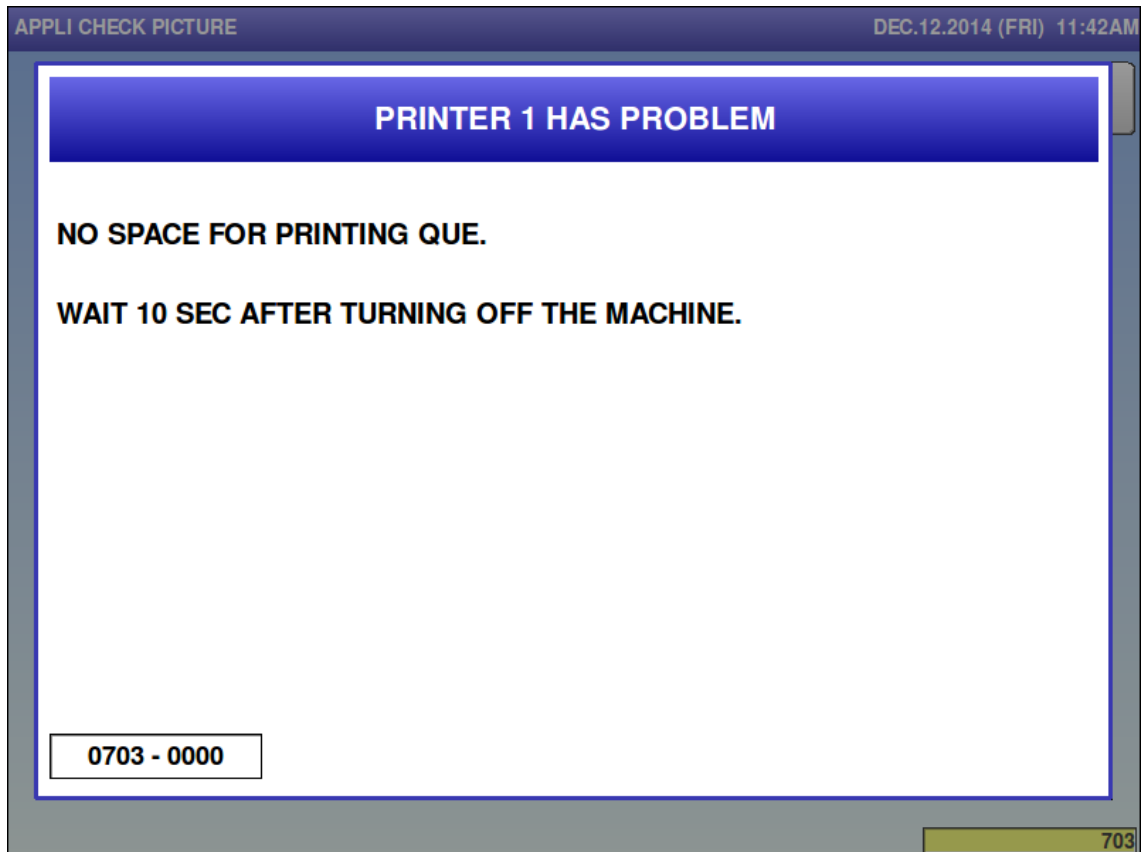 APPLI CHECK PICTURE DEC.12.2014 (FRI) 11:42AM
PRINTER 1 HAS PROBLEM
NO SPACE FOR PRINTING QUE.
WAIT 10 SEC AFTER TURNING OFF THE MACHINE.
0703 - 0000
703